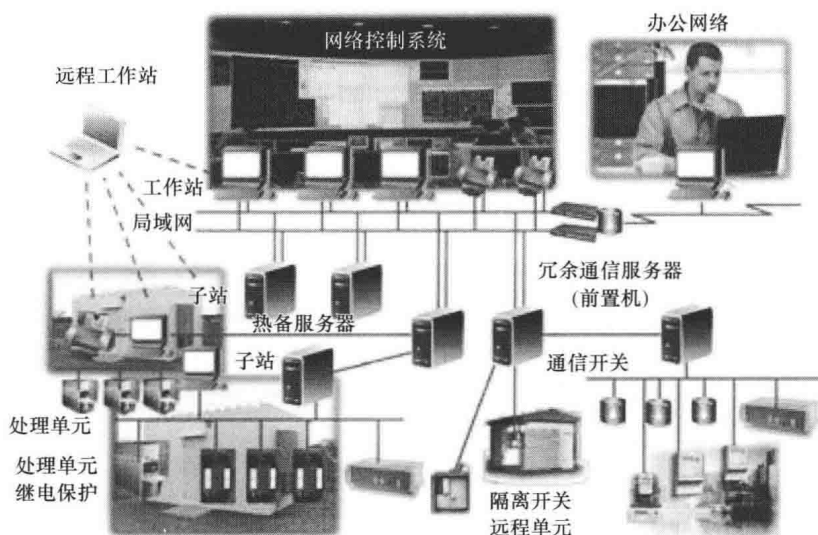 网络控制系统
办公网络
远程工作站
工作站
局域网
子站
热备服务器
冗余通信服务器
(前置机)
子站
通信开关
处理单元
处理单元
继电保护
隔离开关
远程单元